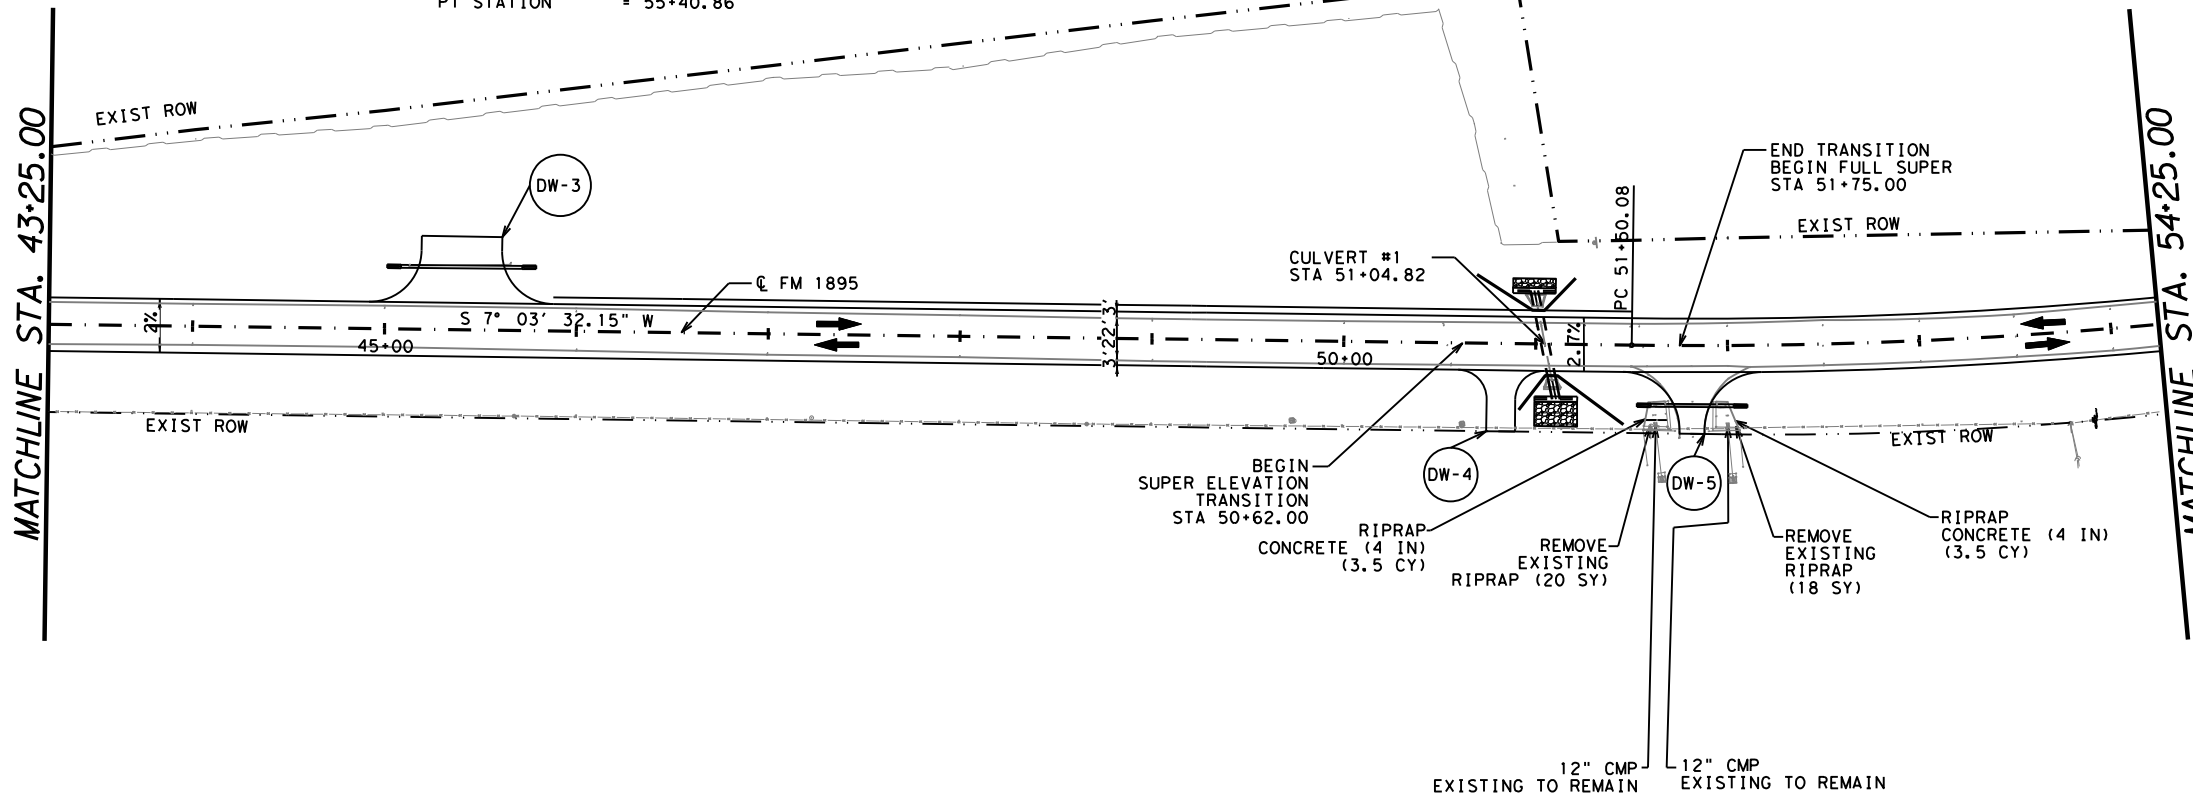 PT STATION = 55+40.86
MATCHLINE STA. 43+25.00
EXIST ROW
DW-3
℄ FM 1895
S 7° 03' 32.15" W
2%
45+00
3' 22' 3'
EXIST ROW
CULVERT #1
STA 51+04.82
PC 51+50.08
END TRANSITION
BEGIN FULL SUPER
STA 51+75.00
EXIST ROW
50+00
2.7%
BEGIN
SUPER ELEVATION
TRANSITION
STA 50+62.00
DW-4
DW-5
EXIST ROW
RIPRAP
CONCRETE (4 IN)
(3.5 CY)
REMOVE
EXISTING
RIPRAP (20 SY)
REMOVE
EXISTING
RIPRAP
(18 SY)
RIPRAP
CONCRETE (4 IN)
(3.5 CY)
12" CMP
EXISTING TO REMAIN
12" CMP
EXISTING TO REMAIN
MATCHLINE STA. 54+25.00